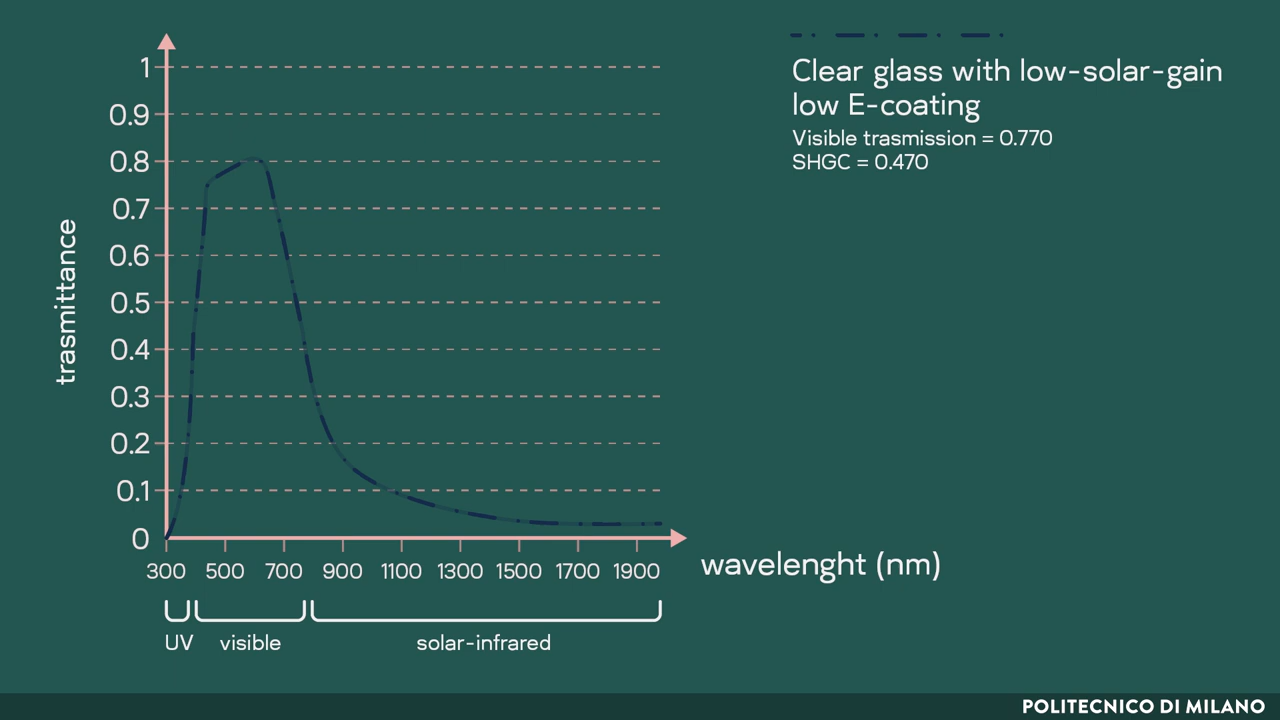 1
0.9
0.8
0.7
0.6
0.5
0.4
0.3
0.2
0.1
0
trasmittance
300 500 700 900 1100 1300 1500 1700 1900
wavelenght (nm)
UV visible solar-infrared
Clear glass with low-solar-gain
low E-coating
Visible trasmission = 0.770
SHGC = 0.470
POLITECNICO DI MILANO